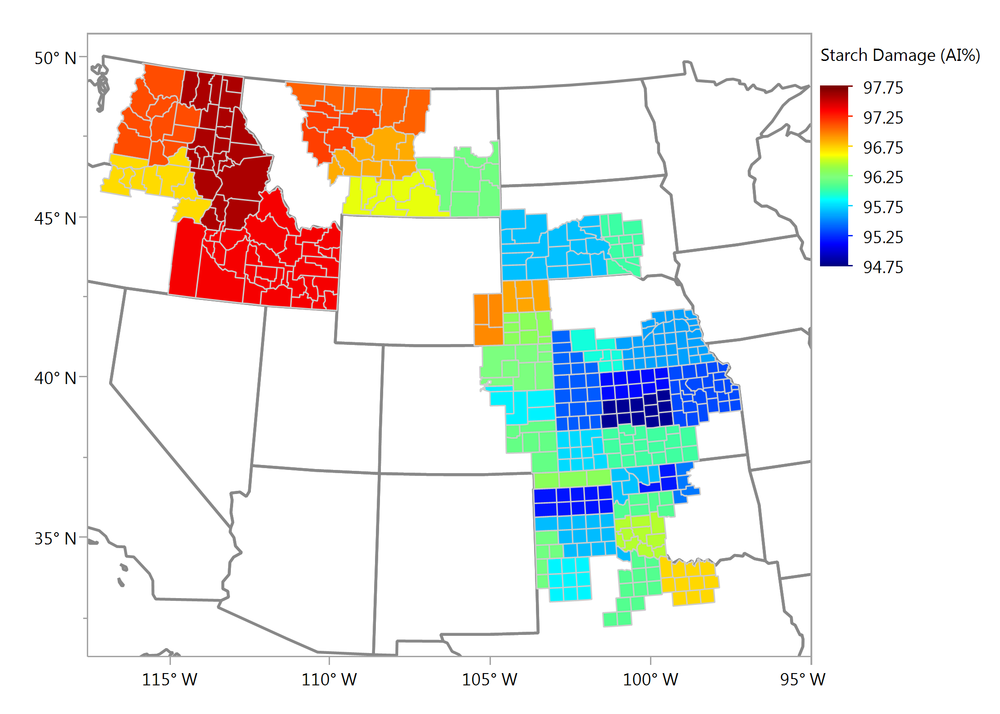 Starch Damage (AI%)
97.75
97.25
96.75
96.25
95.75
95.25
94.75
50° N
45° N
40° N
35° N
115° W
110° W
105° W
100° W
95° W